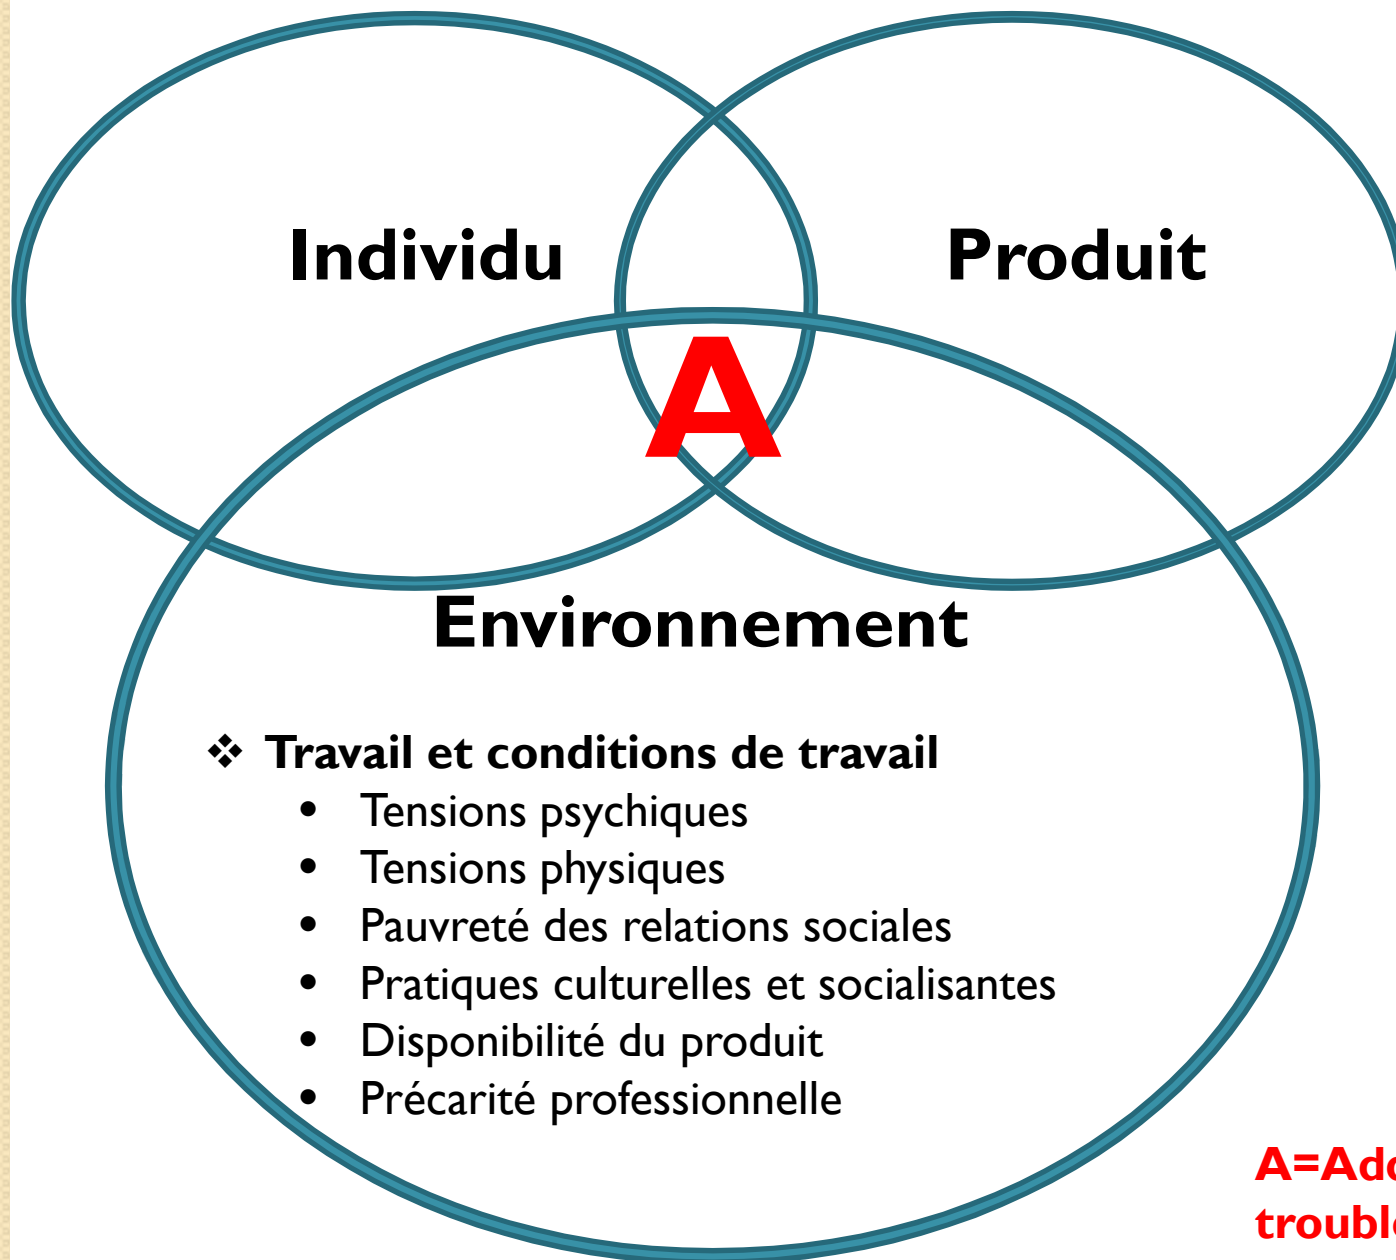 Individu
Produit
A
Environnement
❖ Travail et conditions de travail
• Tensions psychiques
• Tensions physiques
• Pauvreté des relations sociales
• Pratiques culturelles et socialisantes
• Disponibilité du produit
• Précarité professionnelle